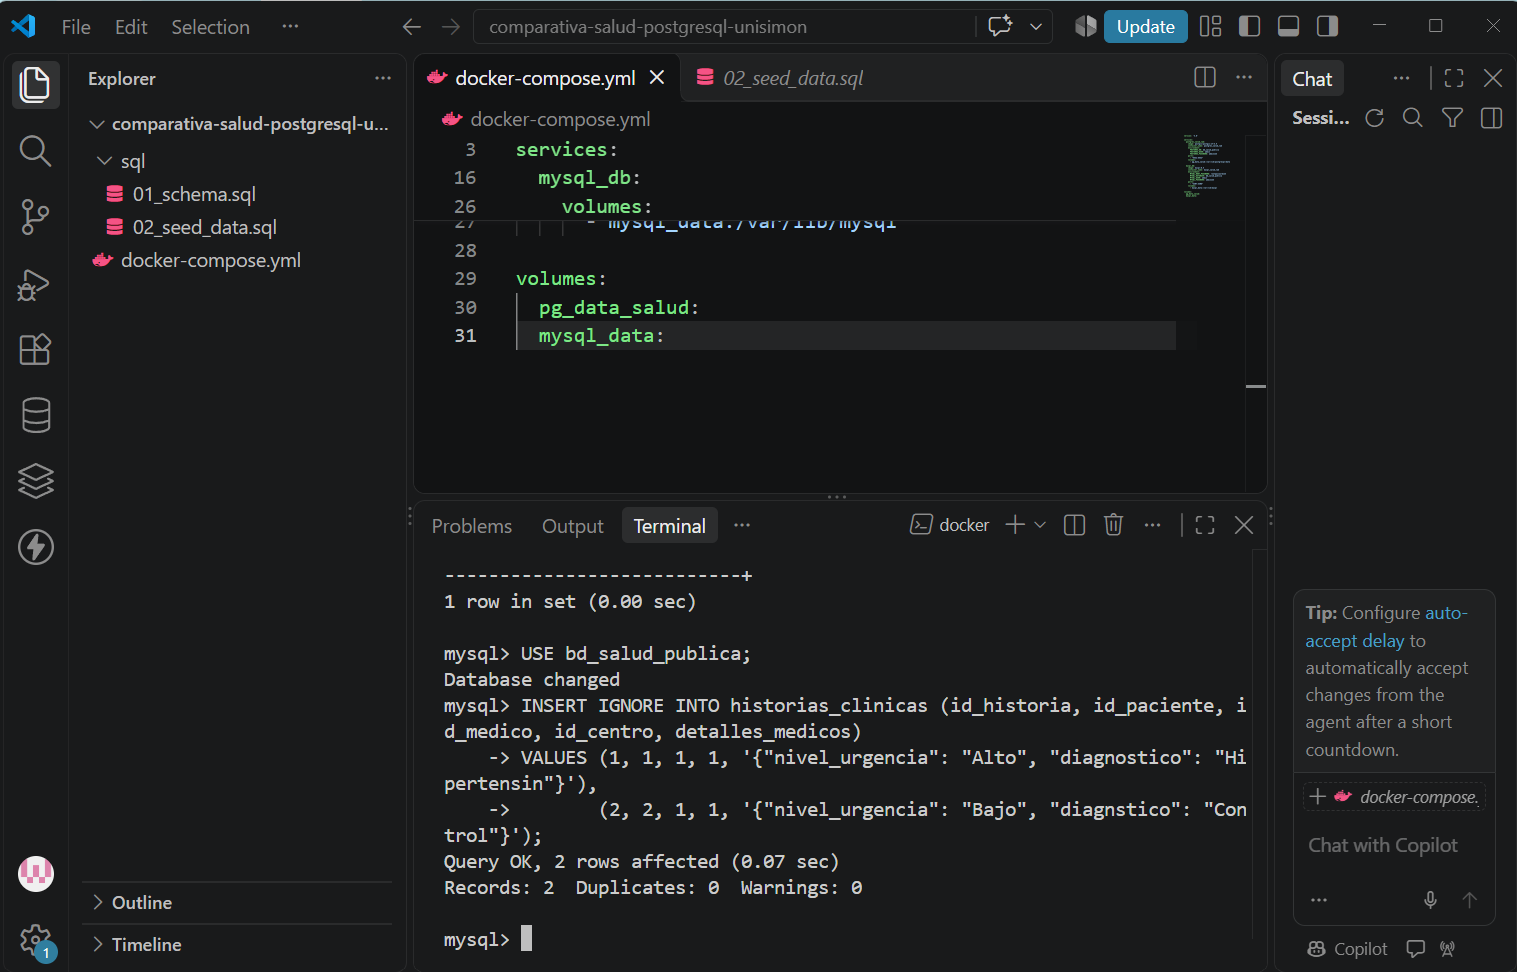 File Edit Selection ···
comparativa-salud-postgresql-unisimon
Update
Explorer
···
comparativa-salud-postgresql-u...
sql
01_schema.sql
02_seed_data.sql
docker-compose.yml
Outline
Timeline
1
docker-compose.yml
02_seed_data.sql
···
docker-compose.yml
3 services:
16 mysql_db:
26 volumes:
27 - mysql_data:/var/lib/mysql
28
29 volumes:
30 pg_data_salud:
31 mysql_data:
Problems Output Terminal ···
docker
···
---------------------------+
1 row in set (0.00 sec)
mysql> USE bd_salud_publica;
Database changed
mysql> INSERT IGNORE INTO historias_clinicas (id_historia, id_paciente, i
d_medico, id_centro, detalles_medicos)
-> VALUES (1, 1, 1, 1, '{"nivel_urgencia": "Alto", "diagnostico": "Hi
pertensin"}'),
-> (2, 2, 1, 1, '{"nivel_urgencia": "Bajo", "diagnstico": "Con
trol"}');
Query OK, 2 rows affected (0.07 sec)
Records: 2 Duplicates: 0 Warnings: 0
mysql>
Chat
···
Sessi...
Tip: Configure auto-
accept delay to
automatically accept
changes from the
agent after a short
countdown.
docker-compose.
Chat with Copilot
···
Copilot